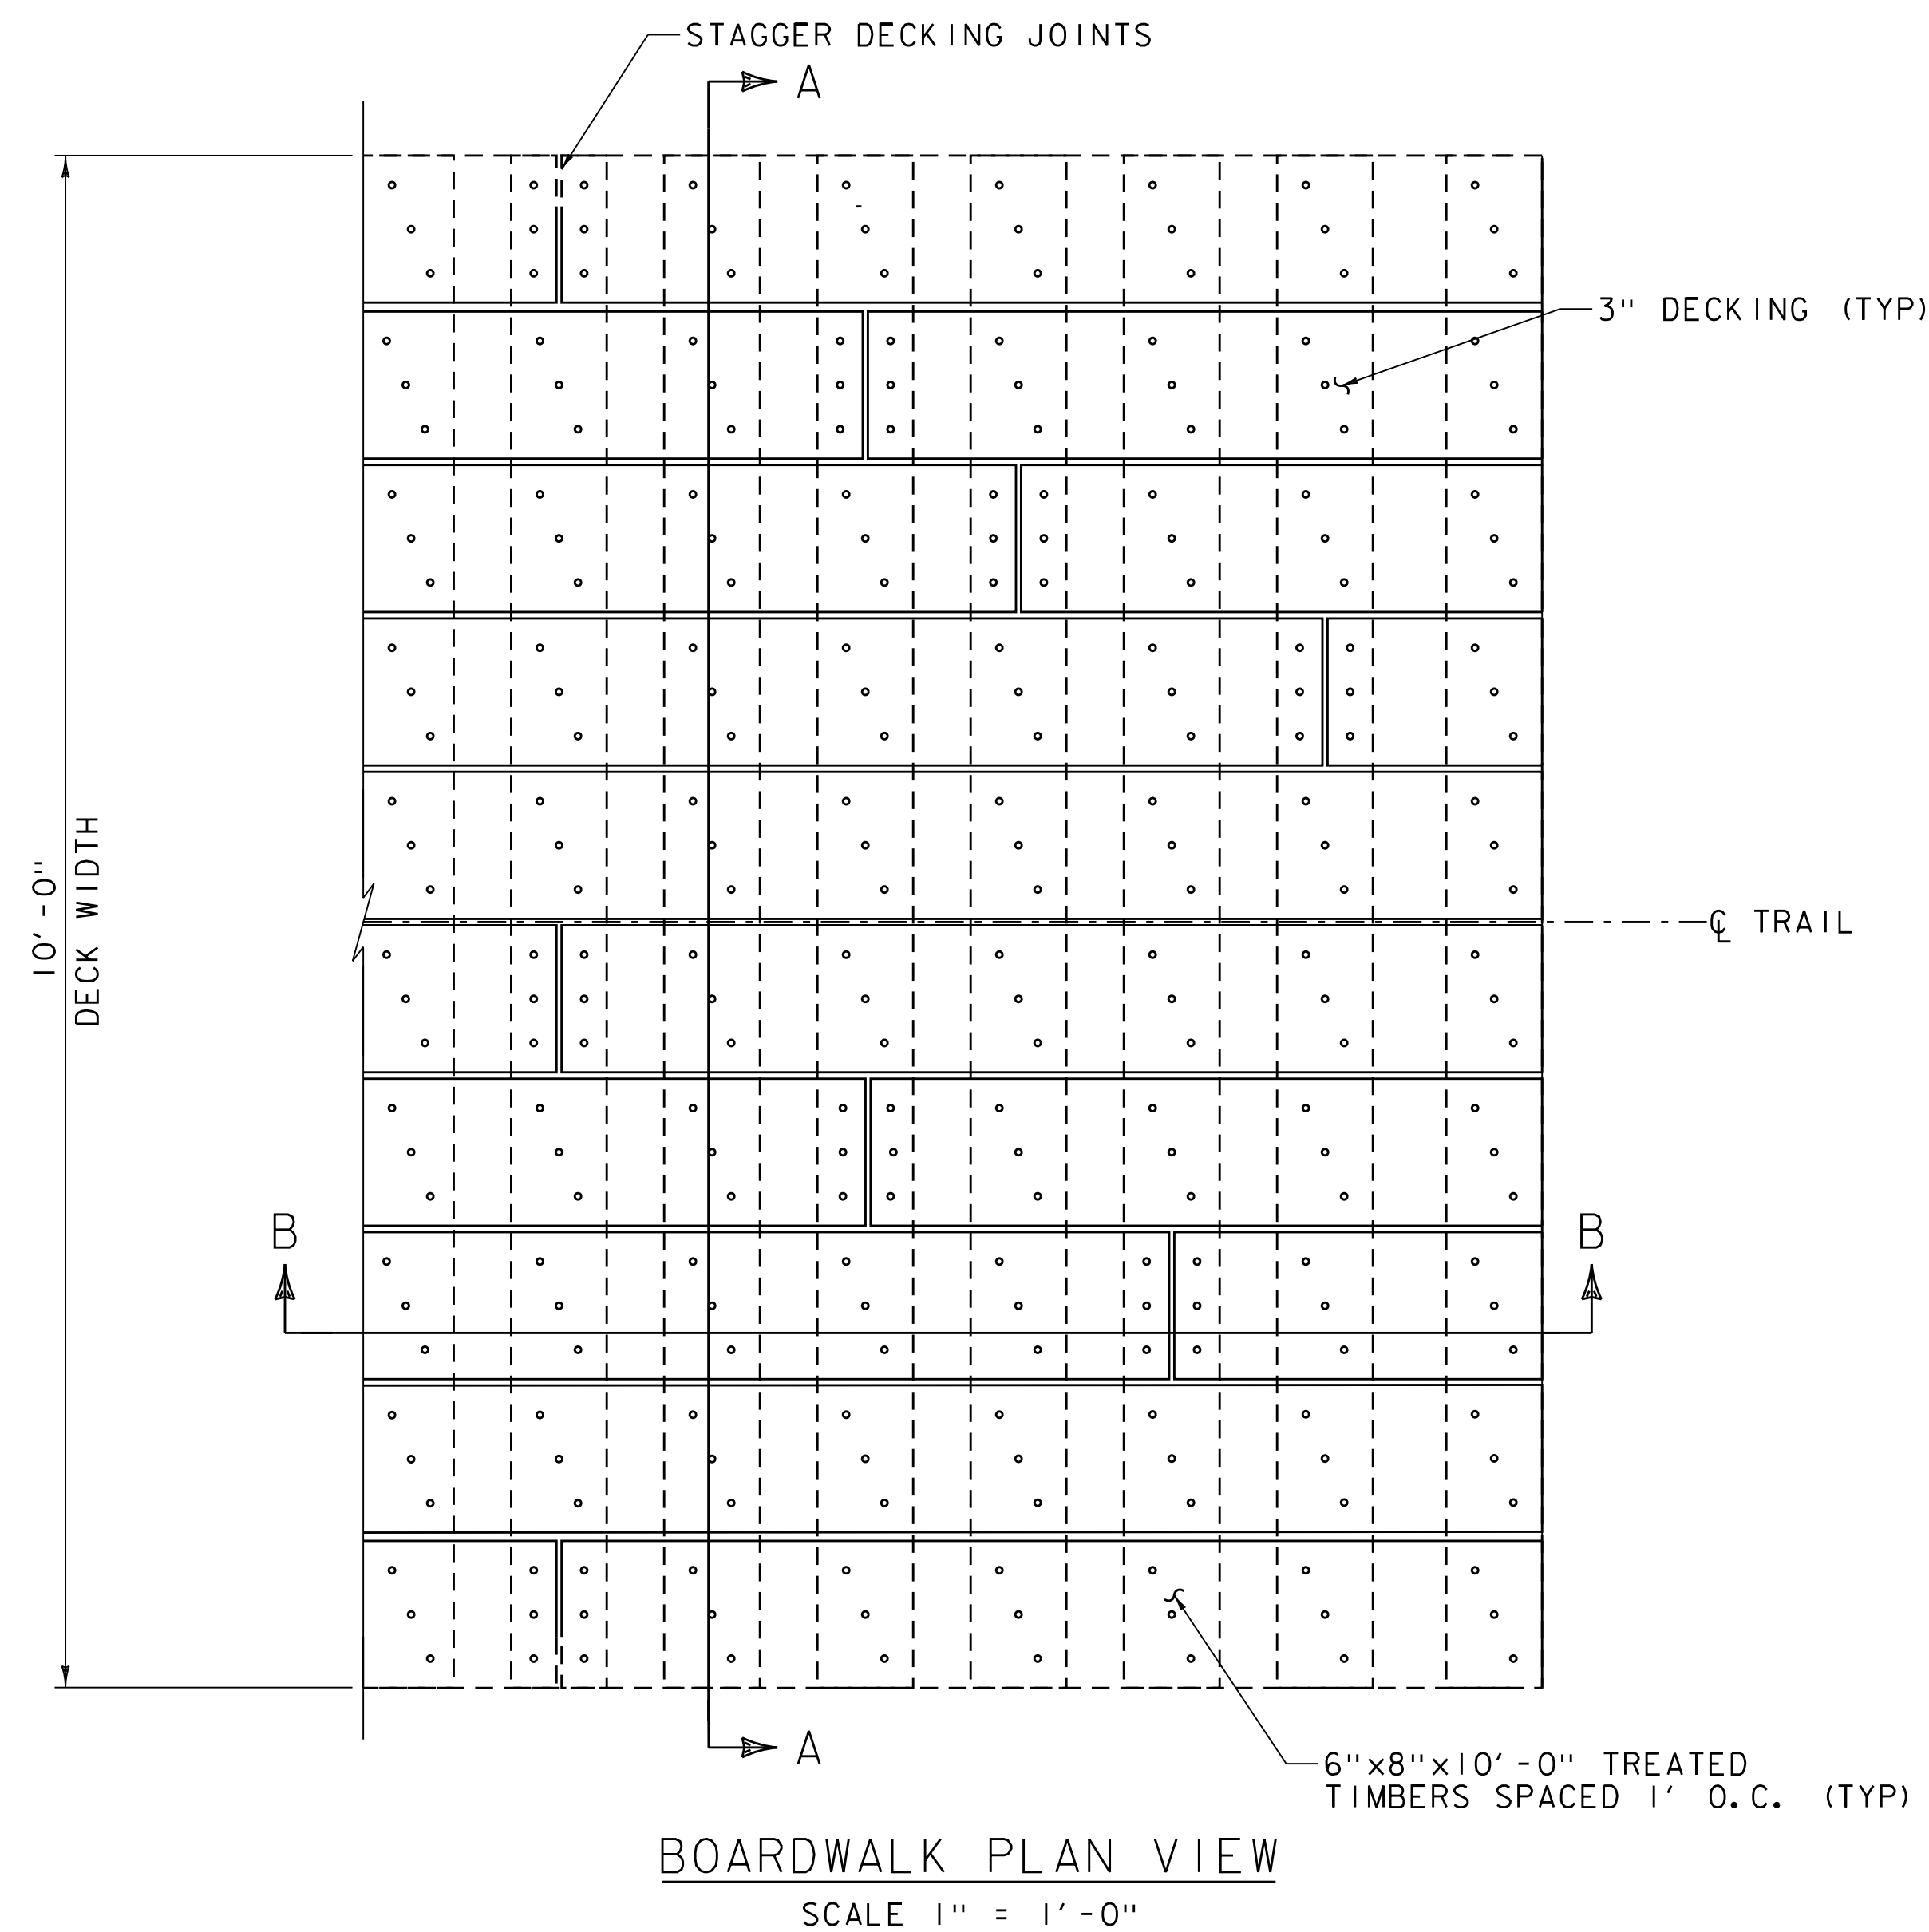 STAGGER DECKING JOINTS
A
3" DECKING (TYP)
10'-0"
DECK WIDTH
℄ TRAIL
B
B
A
6"x8"x10'-0" TREATED
TIMBERS SPACED 1' O.C. (TYP)
BOARDWALK PLAN VIEW
SCALE 1" = 1'-0"